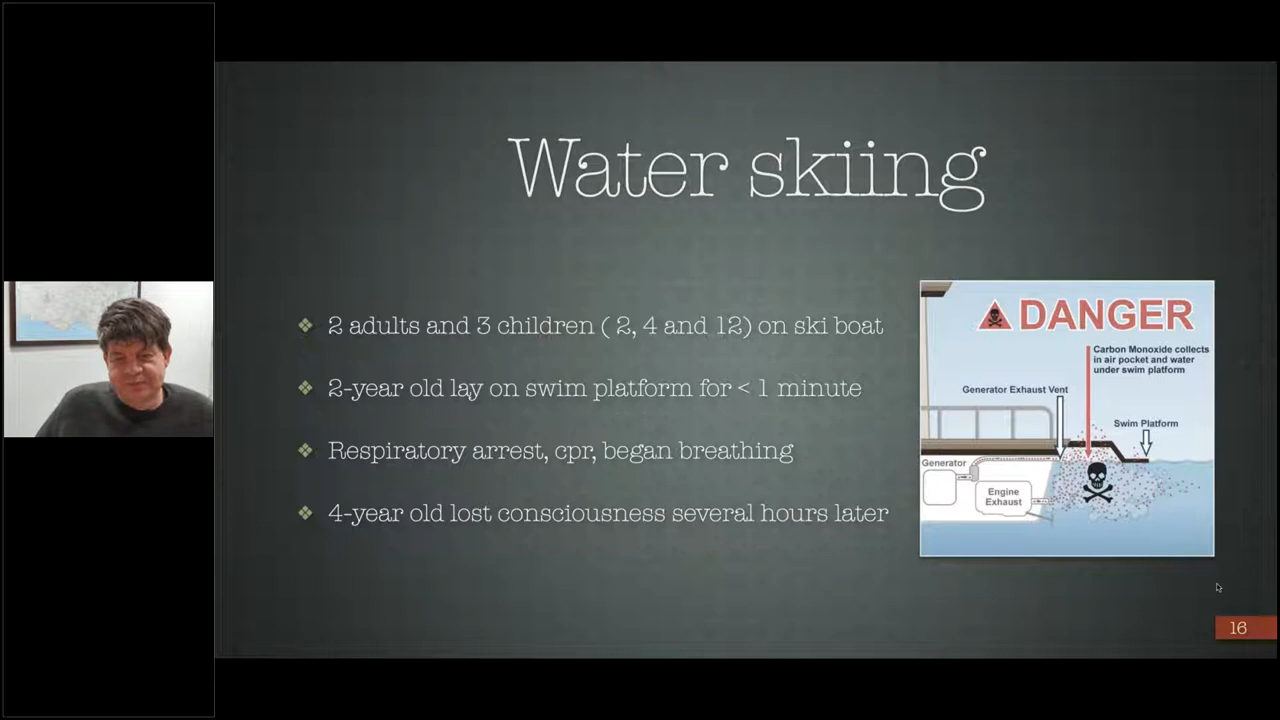 Water skiing
2 adults and 3 children ( 2, 4 and 12) on ski boat
2-year old lay on swim platform for < 1 minute
Respiratory arrest, cpr, began breathing
4-year old lost consciousness several hours later
DANGER
Carbon Monoxide collects
in air pocket and water
under swim platform
Generator Exhaust Vent
Swim Platform
Generator
Engine
Exhaust
16